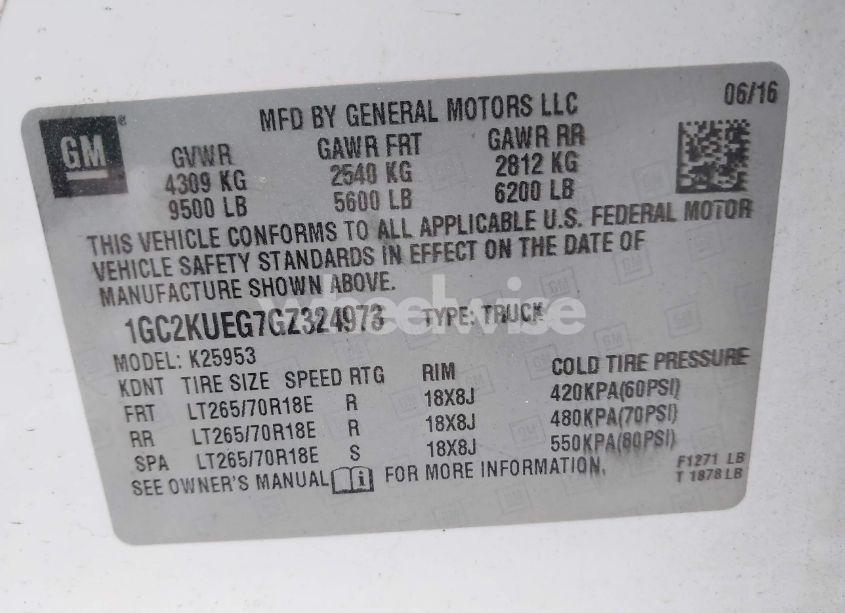 MFD BY GENERAL MOTORS LLC 06/16
GM
GVWR GAWR FRT GAWR RR
4309 KG 2540 KG 2812 KG
9500 LB 5600 LB 6200 LB
THIS VEHICLE CONFORMS TO ALL APPLICABLE U.S. FEDERAL MOTOR
VEHICLE SAFETY STANDARDS IN EFFECT ON THE DATE OF
MANUFACTURE SHOWN ABOVE.
wheelwise
1GC2KUEG7GZ324973 TYPE: TRUCK
MODEL: K25953
KDNT TIRE SIZE SPEED RTG RIM COLD TIRE PRESSURE
FRT LT265/70R18E R 18X8J 420KPA(60PSI)
RR LT265/70R18E R 18X8J 480KPA(70PSI)
SPA LT265/70R18E S 18X8J 550KPA(80PSI)
SEE OWNER'S MANUAL i FOR MORE INFORMATION.
F1271 LB
T 1878 LB